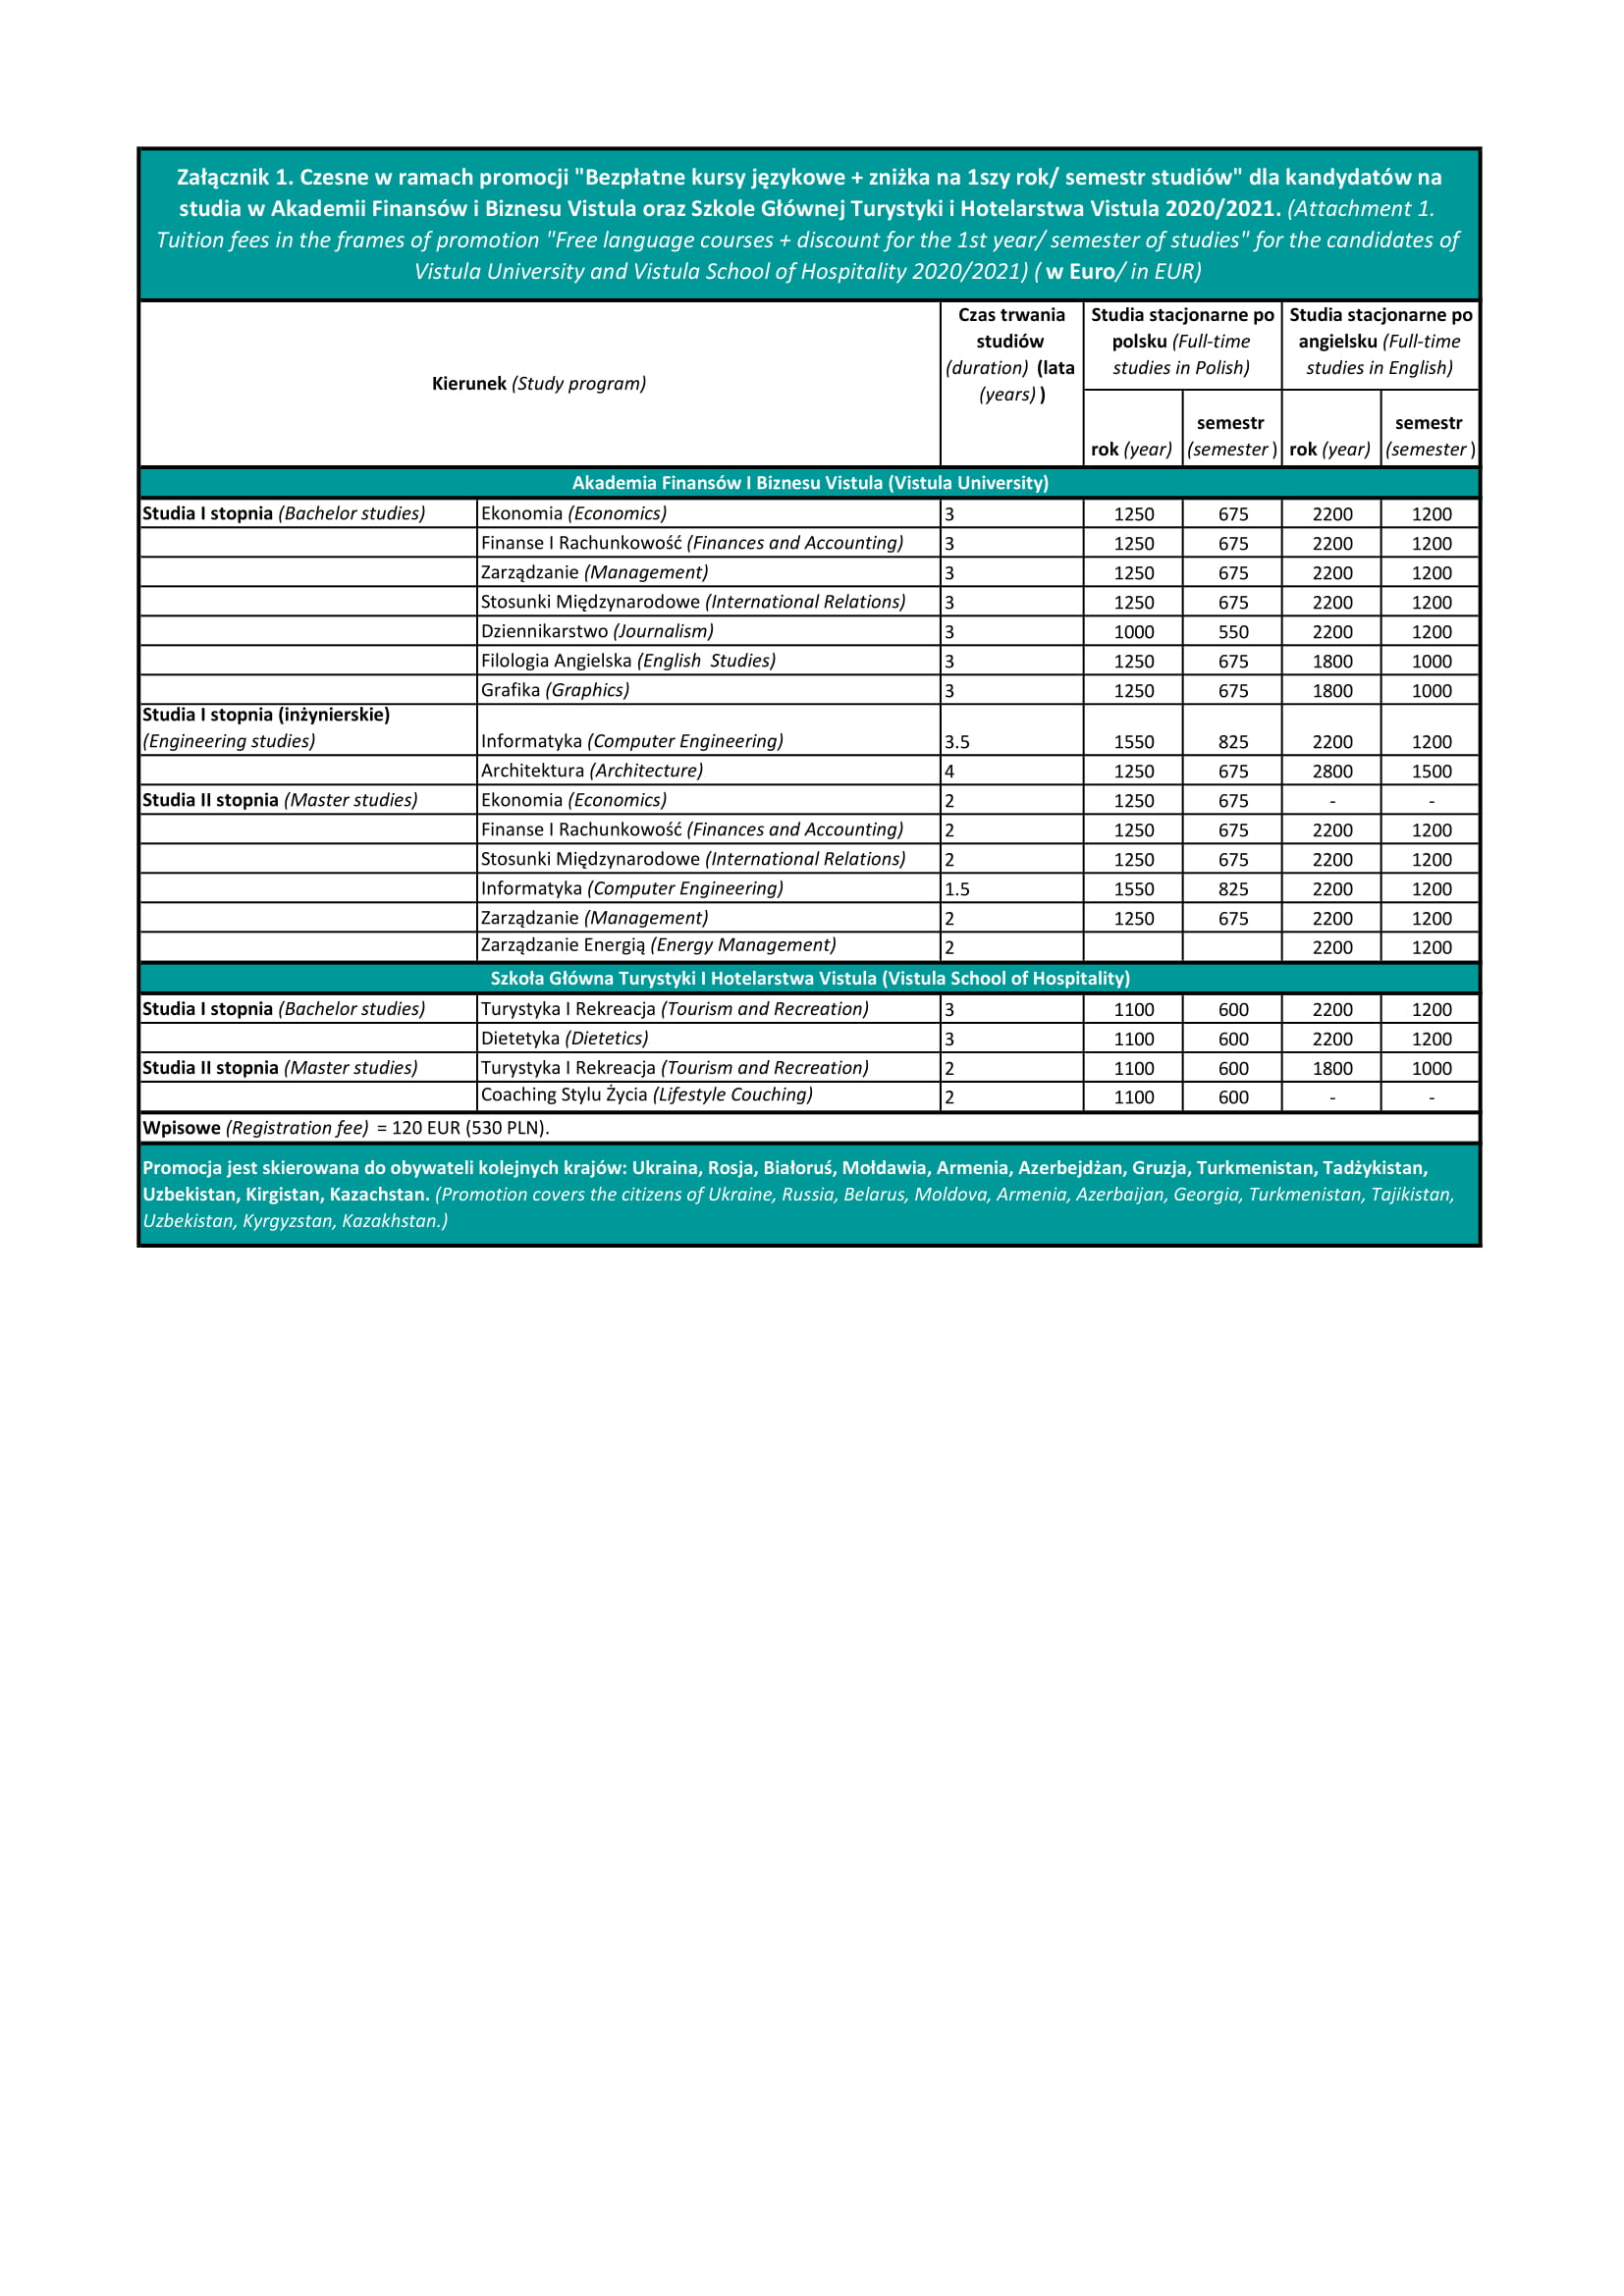 Załącznik 1. Czesne w ramach promocji "Bezpłatne kursy językowe + zniżka na 1szy rok/ semestr studiów" dla kandydatów na
studia w Akademii Finansów i Biznesu Vistula oraz Szkole Głównej Turystyki i Hotelarstwa Vistula 2020/2021. (Attachment 1.
Tuition fees in the frames of promotion "Free language courses + discount for the 1st year/ semester of studies" for the candidates of
Vistula University and Vistula School of Hospitality 2020/2021) ( w Euro/ in EUR)
Kierunek (Study program)
Czas trwania
studiów
(duration) (lata
(years) )
Studia stacjonarne po
polsku (Full-time
studies in Polish)
Studia stacjonarne po
angielsku (Full-time
studies in English)
rok (year)
semestr
(semester )
rok (year)
semestr
(semester )
Akademia Finansów I Biznesu Vistula (Vistula University)
Studia I stopnia (Bachelor studies) Ekonomia (Economics) 3 1250 675 2200 1200
Finanse I Rachunkowość (Finances and Accounting) 3 1250 675 2200 1200
Zarządzanie (Management) 3 1250 675 2200 1200
Stosunki Międzynarodowe (International Relations) 3 1250 675 2200 1200
Dziennikarstwo (Journalism) 3 1000 550 2200 1200
Filologia Angielska (English Studies) 3 1250 675 1800 1000
Grafika (Graphics) 3 1250 675 1800 1000
Studia I stopnia (inżynierskie)
(Engineering studies) Informatyka (Computer Engineering) 3.5 1550 825 2200 1200
Architektura (Architecture) 4 1250 675 2800 1500
Studia II stopnia (Master studies) Ekonomia (Economics) 2 1250 675 - -
Finanse I Rachunkowość (Finances and Accounting) 2 1250 675 2200 1200
Stosunki Międzynarodowe (International Relations) 2 1250 675 2200 1200
Informatyka (Computer Engineering) 1.5 1550 825 2200 1200
Zarządzanie (Management) 2 1250 675 2200 1200
Zarządzanie Energią (Energy Management) 2 2200 1200
Szkoła Główna Turystyki I Hotelarstwa Vistula (Vistula School of Hospitality)
Studia I stopnia (Bachelor studies) Turystyka I Rekreacja (Tourism and Recreation) 3 1100 600 2200 1200
Dietetyka (Dietetics) 3 1100 600 2200 1200
Studia II stopnia (Master studies) Turystyka I Rekreacja (Tourism and Recreation) 2 1100 600 1800 1000
Coaching Stylu Życia (Lifestyle Couching) 2 1100 600 - -
Wpisowe (Registration fee) = 120 EUR (530 PLN).
Promocja jest skierowana do obywateli kolejnych krajów: Ukraina, Rosja, Białoruś, Mołdawia, Armenia, Azerbejdżan, Gruzja, Turkmenistan, Tadżykistan,
Uzbekistan, Kirgistan, Kazachstan. (Promotion covers the citizens of Ukraine, Russia, Belarus, Moldova, Armenia, Azerbaijan, Georgia, Turkmenistan, Tajikistan,
Uzbekistan, Kyrgyzstan, Kazakhstan.)